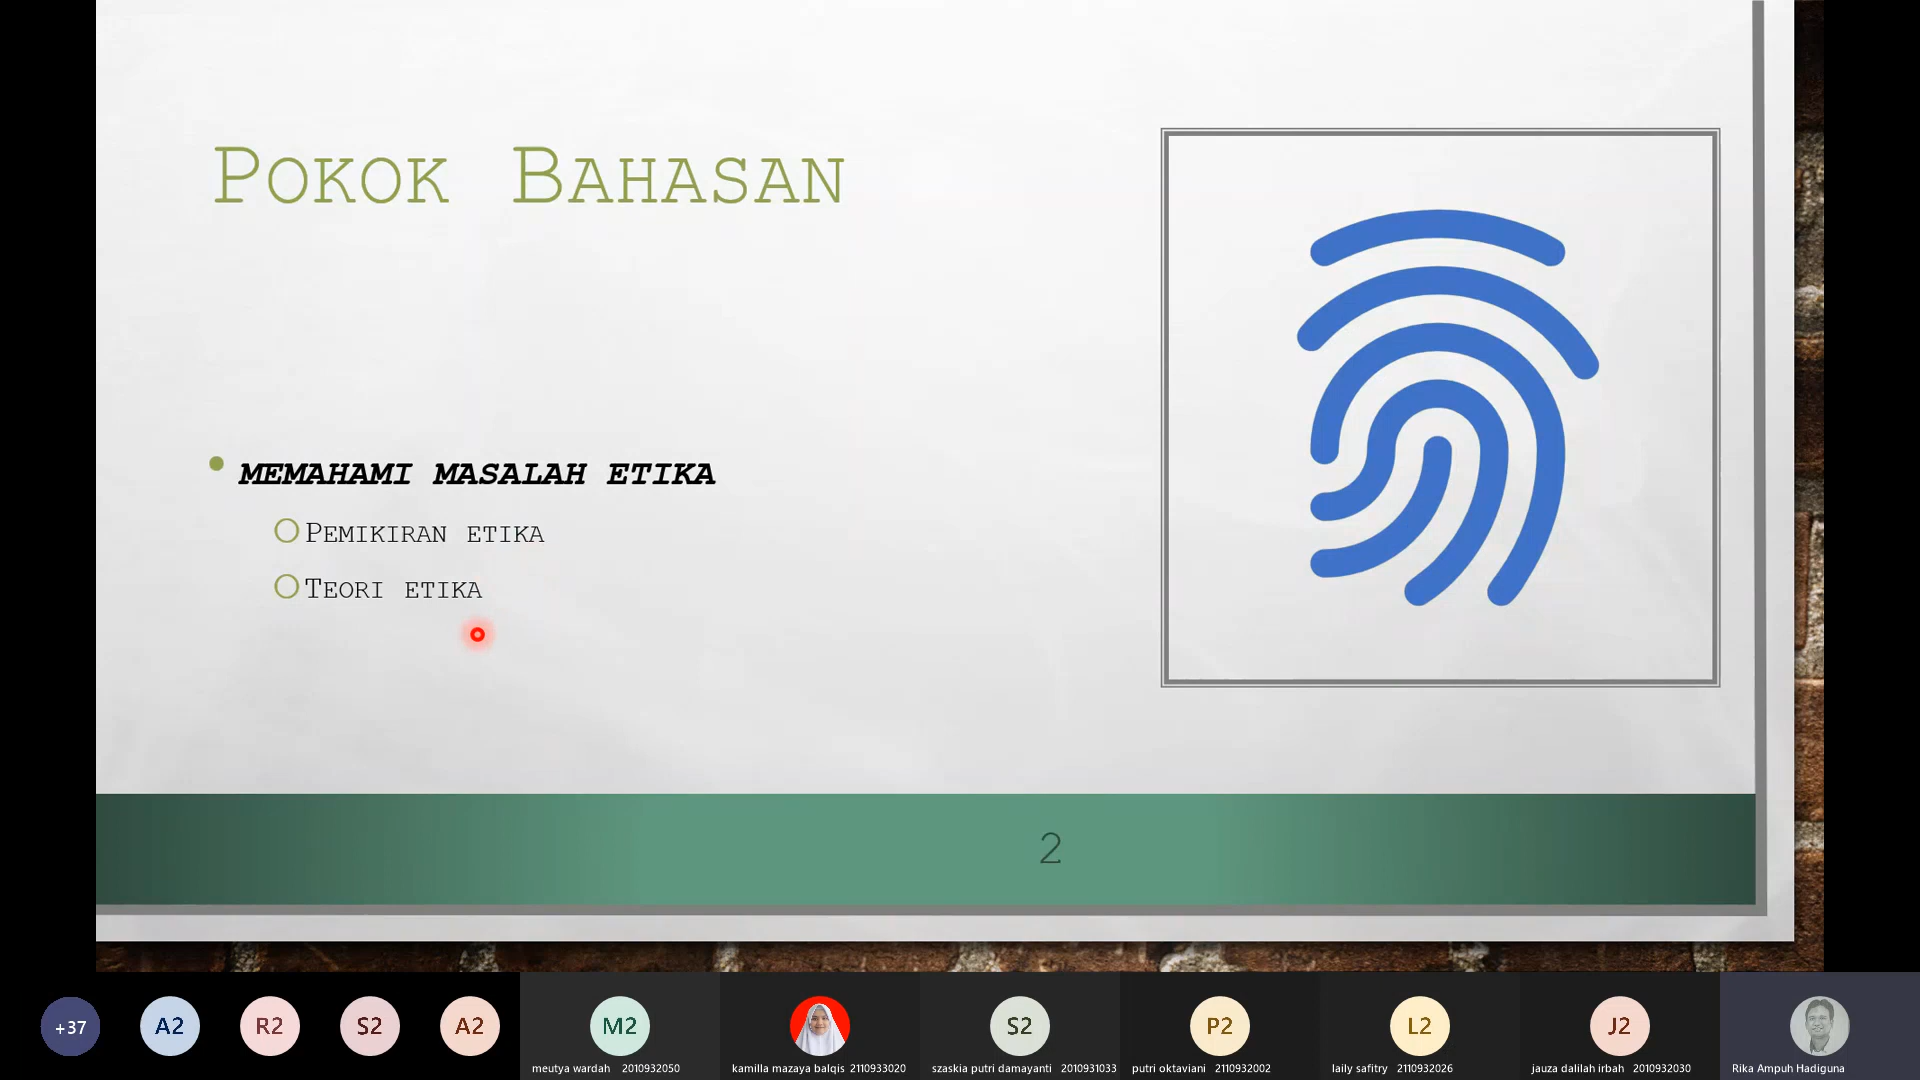 POKOK BAHASAN
MEMAHAMI MASALAH ETIKA
PEMIKIRAN ETIKA
TEORI ETIKA
2
+37
A2
R2
S2
A2
M2
S2
P2
L2
J2
meutya wardah 2010932050
kamilla mazaya balqis 2110933020
szaskia putri damayanti 2010931033
putri oktaviani 2110932002
laily safitry 2110932026
jauza dalilah irbah 2010932030
Rika Ampuh Hadiguna